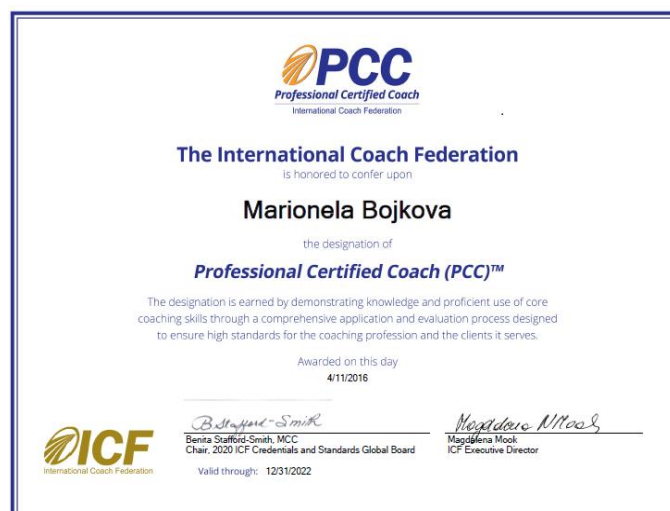 PCC
Professional Certified Coach
International Coach Federation
The International Coach Federation
is honored to confer upon
Marionela Bojkova
the designation of
Professional Certified Coach (PCC)™
The designation is earned by demonstrating knowledge and proficient use of core
coaching skills through a comprehensive application and evaluation process designed
to ensure high standards for the coaching profession and the clients it serves.
Awarded on this day
4/11/2016
B Stafford-Smith
Magdalena N Mook
Benita Stafford-Smith, MCC
Chair, 2020 ICF Credentials and Standards Global Board
Magdalena Mook
ICF Executive Director
ICF
International Coach Federation
Valid through: 12/31/2022